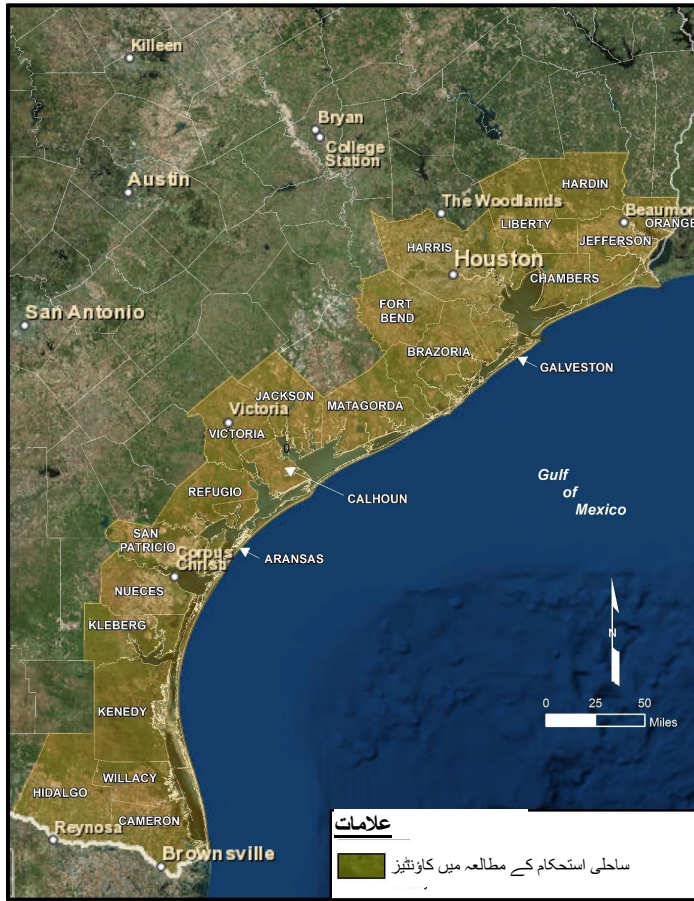 Killeen
Bryan
College
Station
Austin
HARDIN
The Woodlands
Beaumon
LIBERTY
ORANGE
HARRIS
JEFFERSON
Houston
CHAMBERS
San Antonio
FORT
BEND
BRAZORIA
GALVESTON
JACKSON
MATAGORDA
Victoria
VICTORIA
Gulf
of
Mexico
REFUGIO
CALHOUN
SAN
PATRICIO
Corpus
Christi
ARANSAS
NUECES
KLEBERG
N
KENEDY
0 25 50
Miles
WILLACY
HIDALGO
CAMERON
Reynosa
Brownsville
علامات
ساحلی استحکام کے مطالعہ میں کاؤنٹیز